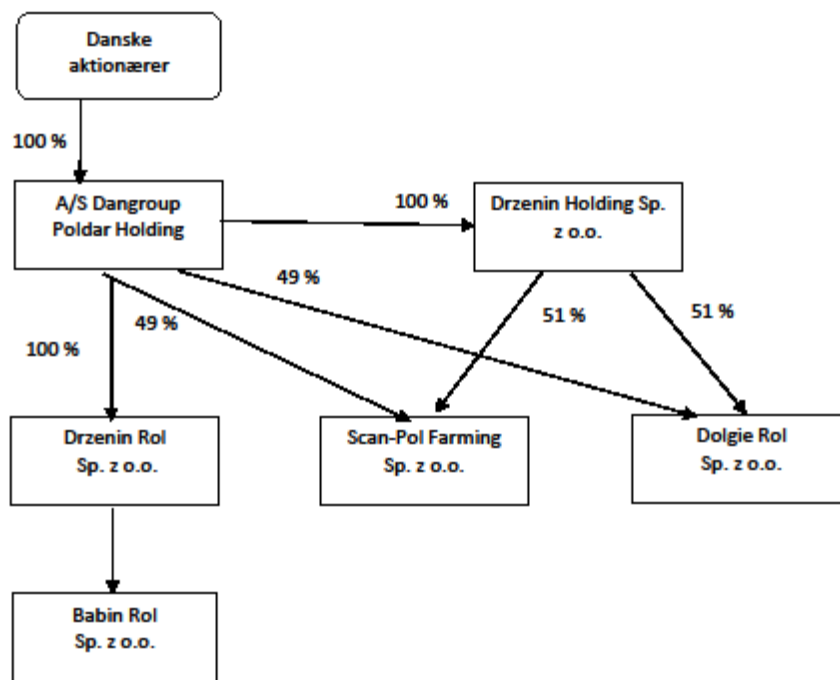 Danske
aktionærer
100 %
A/S Dangroup
Poldar Holding
100 %
Drzenin Holding Sp.
z o.o.
49 %
51 %
51 %
49 %
100 %
Drzenin Rol
Sp. z o.o.
Scan-Pol Farming
Sp. z o.o.
Dolgie Rol
Sp. z o.o.
Babin Rol
Sp. z o.o.